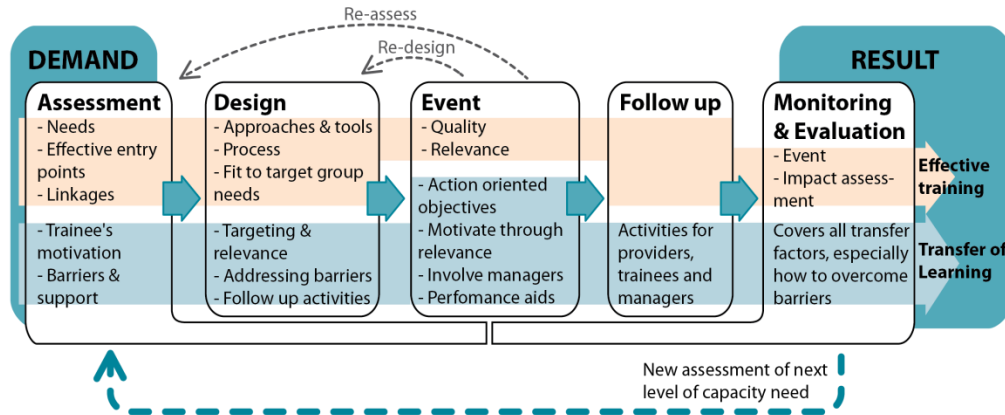 Re-assess
Re-design
DEMAND
RESULT
Assessment
- Needs
- Effective entry
points
- Linkages
- Trainee's
motivation
- Barriers &
support
Design
- Approaches & tools
- Process
- Fit to target group
needs
- Targeting &
relevance
- Addressing barriers
- Follow up activities
Event
- Quality
- Relevance
- Action oriented
objectives
- Motivate through
relevance
- Involve managers
- Perfomance aids
Follow up
Activities for
providers,
trainees and
managers
Monitoring
& Evaluation
- Event
- Impact assess-
ment
Covers all transfer
factors, especially
how to overcome
barriers
Effective
training
Transfer of
Learning
New assessment of next
level of capacity need